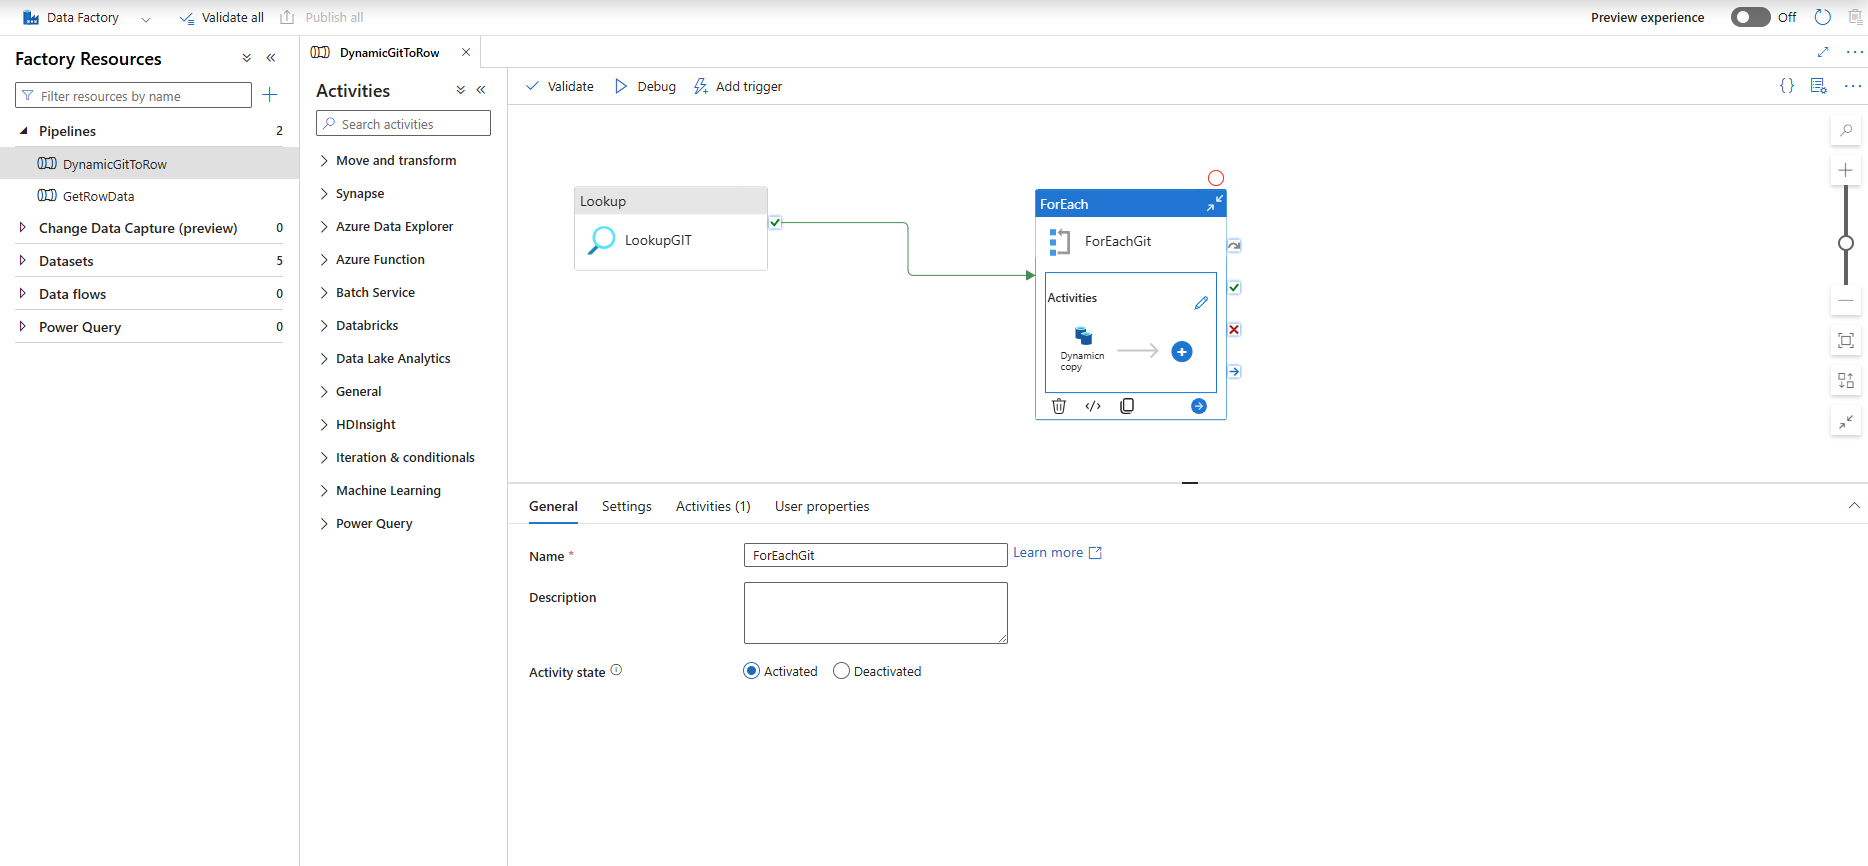 Data Factory
Validate all
Publish all
Preview experience
Off
Factory Resources
Filter resources by name
Pipelines 2
DynamicGitToRow
GetRowData
Change Data Capture (preview) 0
Datasets 5
Data flows 0
Power Query 0
DynamicGitToRow
Activities
Search activities
Move and transform
Synapse
Azure Data Explorer
Azure Function
Batch Service
Databricks
Data Lake Analytics
General
HDInsight
Iteration & conditionals
Machine Learning
Power Query
Validate
Debug
Add trigger
{}
Lookup
LookupGIT
ForEach
ForEachGit
Activities
Dynamicn
copy
General
Settings
Activities (1)
User properties
Name *
ForEachGit
Learn more
Description
Activity state
Activated
Deactivated